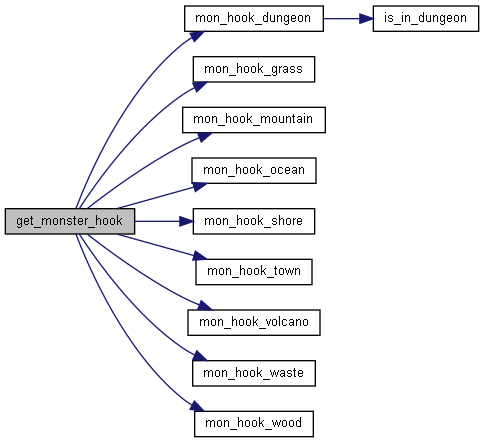 mon_hook_dungeon
is_in_dungeon
mon_hook_grass
mon_hook_mountain
mon_hook_ocean
get_monster_hook
mon_hook_shore
mon_hook_town
mon_hook_volcano
mon_hook_waste
mon_hook_wood